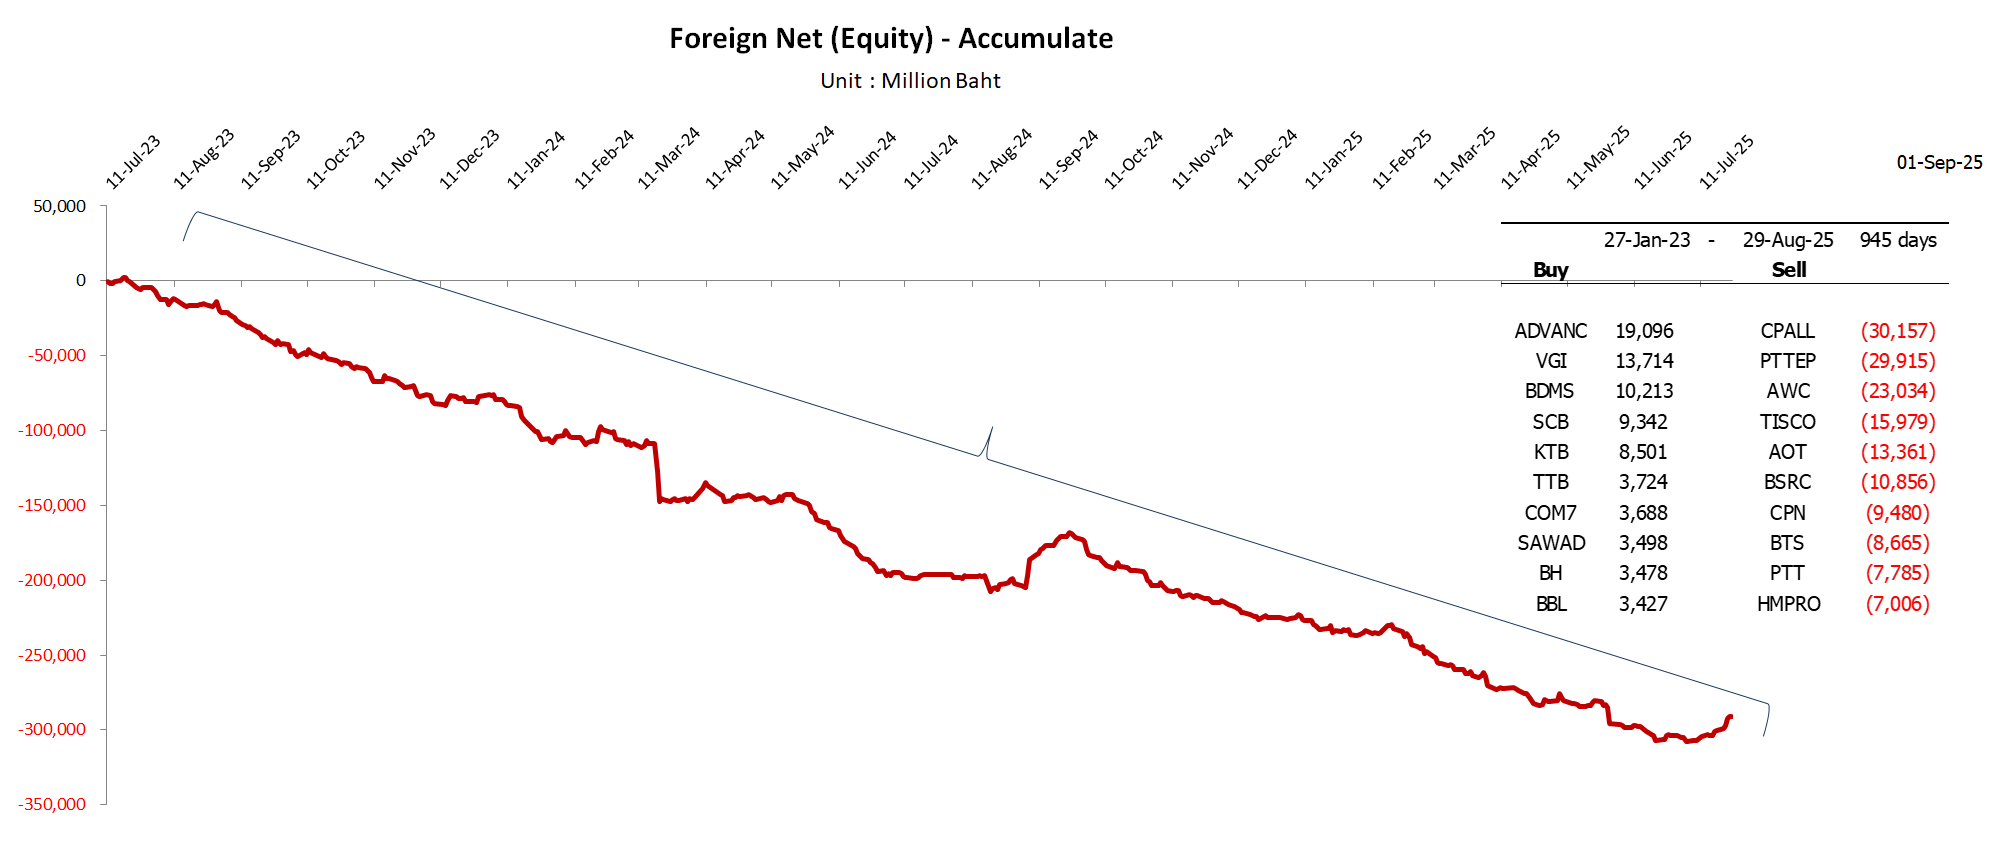 Foreign Net (Equity) - Accumulate
Unit : Million Baht
11-Jul-23
11-Aug-23
11-Sep-23
11-Oct-23
11-Nov-23
11-Dec-23
11-Jan-24
11-Feb-24
11-Mar-24
11-Apr-24
11-May-24
11-Jun-24
11-Jul-24
11-Aug-24
11-Sep-24
11-Oct-24
11-Nov-24
11-Dec-24
11-Jan-25
11-Feb-25
11-Mar-25
11-Apr-25
11-May-25
11-Jun-25
11-Jul-25
01-Sep-25
50,000
0
-50,000
-100,000
-150,000
-200,000
-250,000
-300,000
-350,000
27-Jan-23 - 29-Aug-25 945 days
Buy Sell
ADVANC 19,096 CPALL (30,157)
VGI 13,714 PTTEP (29,915)
BDMS 10,213 AWC (23,034)
SCB 9,342 TISCO (15,979)
KTB 8,501 AOT (13,361)
TTB 3,724 BSRC (10,856)
COM7 3,688 CPN (9,480)
SAWAD 3,498 BTS (8,665)
BH 3,478 PTT (7,785)
BBL 3,427 HMPRO (7,006)